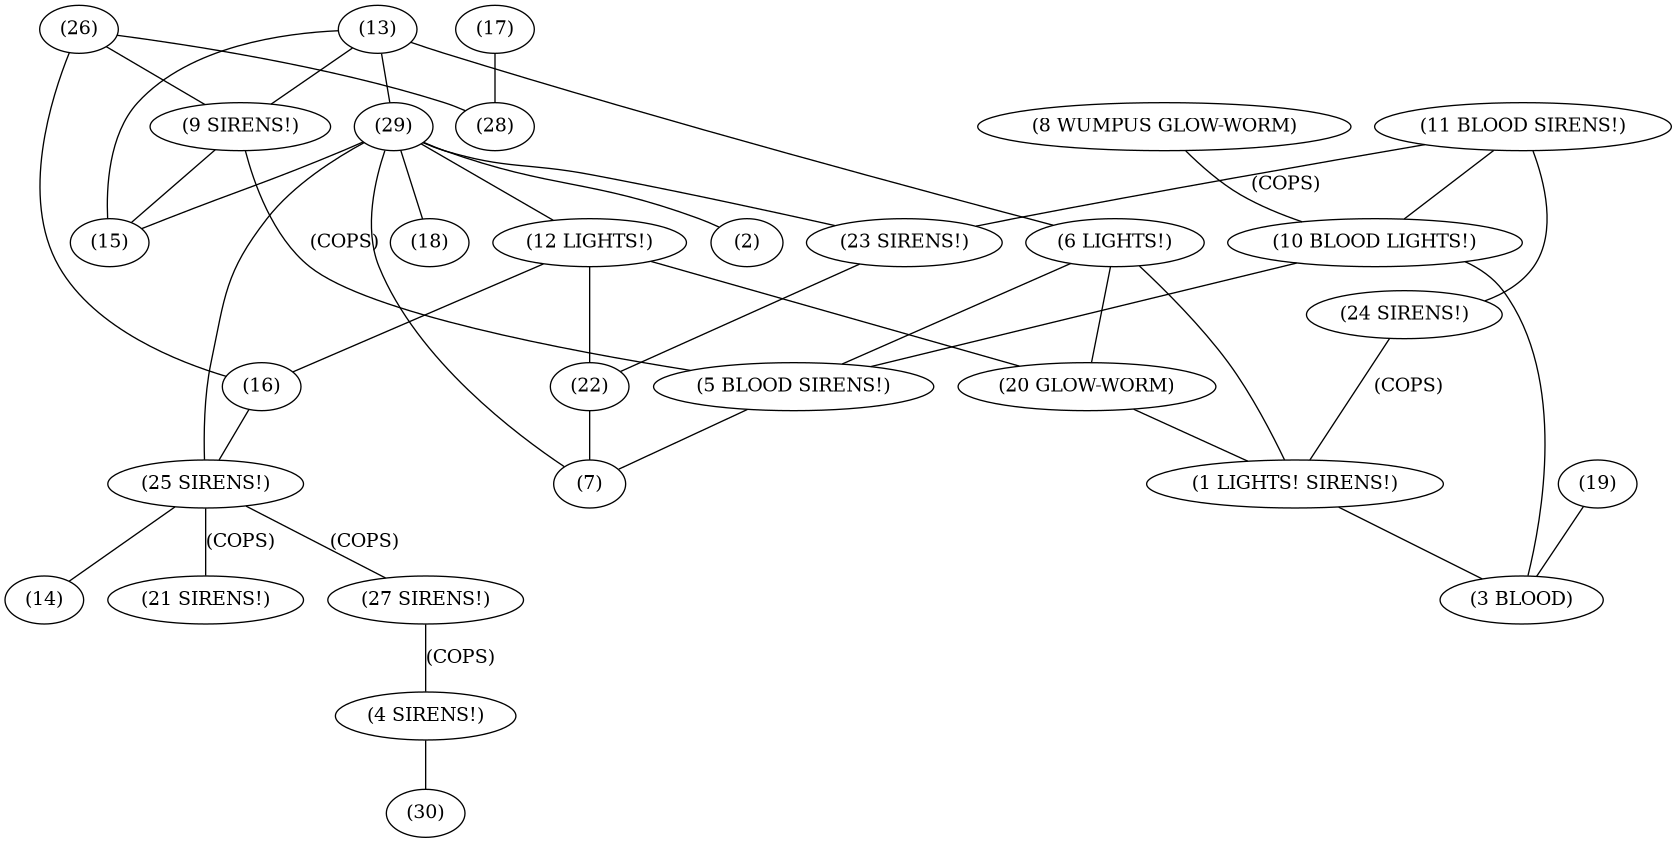 (26)
(13)
(17)
(9 SIRENS!)
(29)
(28)
(8 WUMPUS GLOW-WORM)
(11 BLOOD SIRENS!)
(COPS)
(15)
(COPS)
(18)
(12 LIGHTS!)
(2)
(23 SIRENS!)
(6 LIGHTS!)
(10 BLOOD LIGHTS!)
(24 SIRENS!)
(16)
(22)
(5 BLOOD SIRENS!)
(20 GLOW-WORM)
(COPS)
(25 SIRENS!)
(7)
(1 LIGHTS! SIRENS!)
(19)
(COPS)
(COPS)
(14)
(21 SIRENS!)
(27 SIRENS!)
(3 BLOOD)
(COPS)
(4 SIRENS!)
(30)